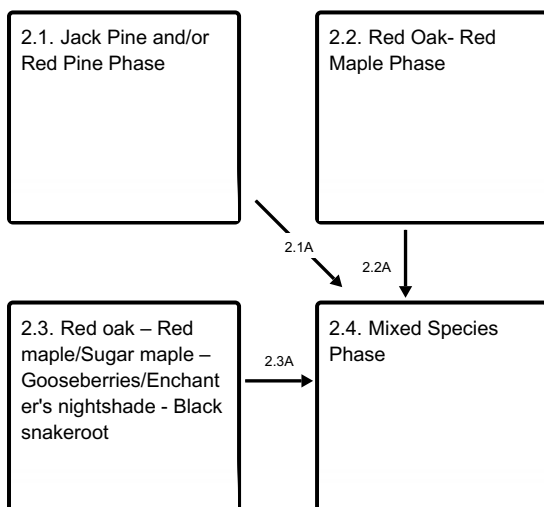 2.1. Jack Pine and/or
Red Pine Phase
2.2. Red Oak- Red
Maple Phase
2.1A
2.2A
2.3. Red oak – Red
maple/Sugar maple –
Gooseberries/Enchant
er's nightshade - Black
snakeroot
2.3A
2.4. Mixed Species
Phase